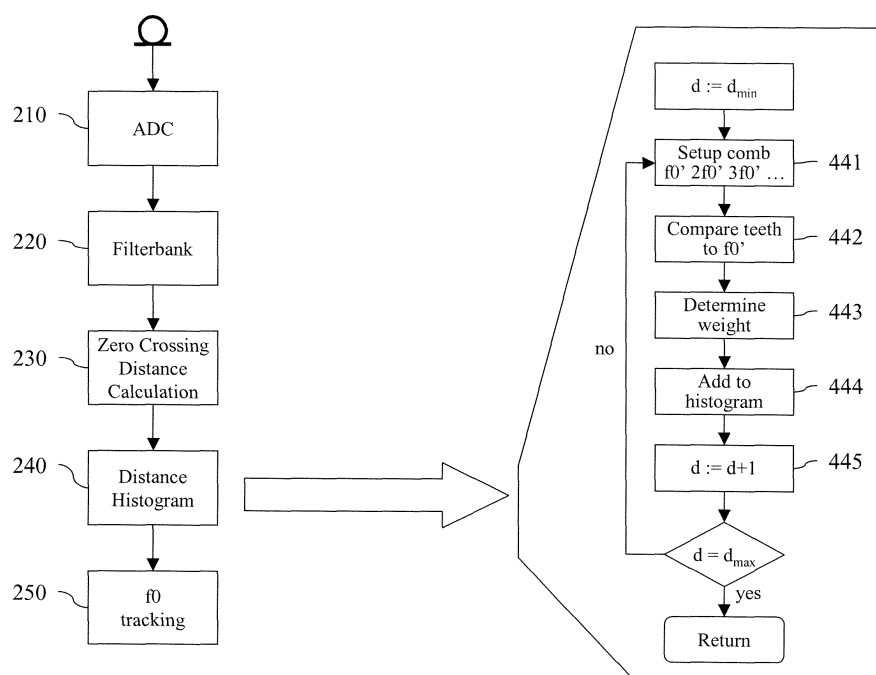 210
ADC
220
Filterbank
230
Zero Crossing
Distance
Calculation
240
Distance
Histogram
250
f0
tracking
d := dmin
Setup comb
f0' 2f0' 3f0' ...
441
Compare teeth
to f0'
442
Determine
weight
443
Add to
histogram
444
d := d+1
445
d = dmax
no
yes
Return